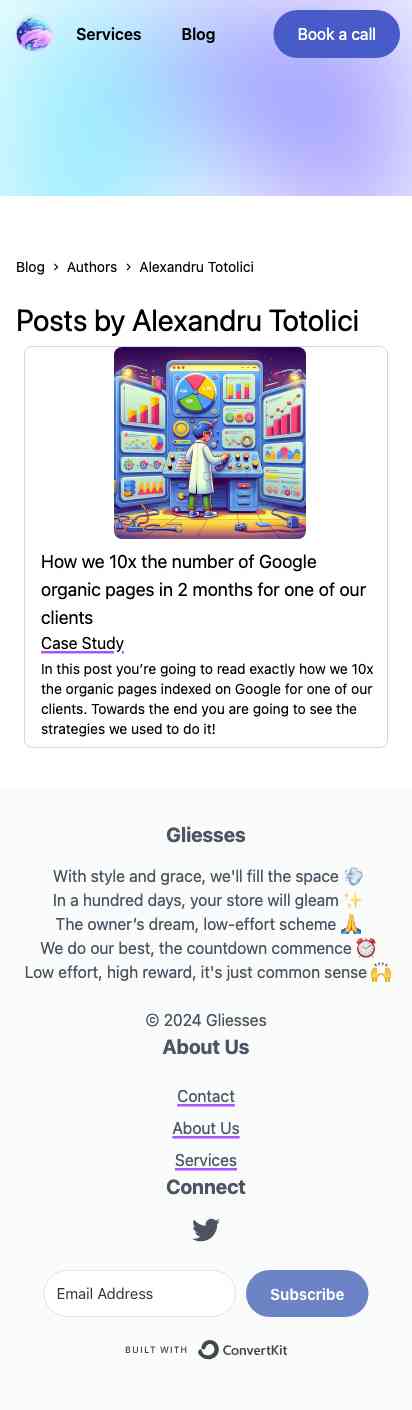 Services Blog Book a call
Blog > Authors > Alexandru Totolici
Posts by Alexandru Totolici
How we 10x the number of Google
organic pages in 2 months for one of our
clients
Case Study
In this post you're going to read exactly how we 10x
the organic pages indexed on Google for one of our
clients. Towards the end you are going to see the
strategies we used to do it!
Gliesses
With style and grace, we'll fill the space 💨
In a hundred days, your store will gleam ✨
The owner's dream, low-effort scheme 🙏
We do our best, the countdown commence ⏰
Low effort, high reward, it's just common sense 🙌
© 2024 Gliesses
About Us
Contact
About Us
Services
Connect
Email Address Subscribe
BUILT WITH ConvertKit